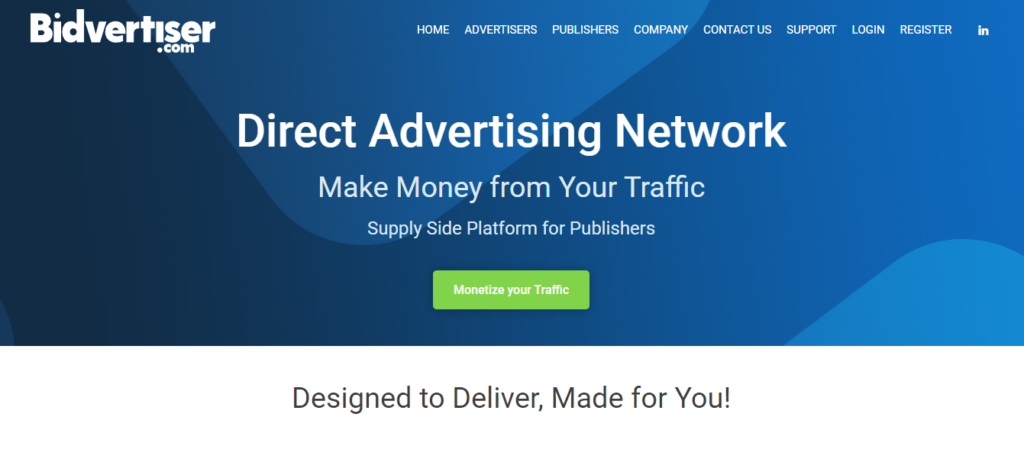 Bidvertiser
.com
HOME ADVERTISERS PUBLISHERS COMPANY CONTACT US SUPPORT LOGIN REGISTER in
Direct Advertising Network
Make Money from Your Traffic
Supply Side Platform for Publishers
Monetize your Traffic
Designed to Deliver, Made for You!